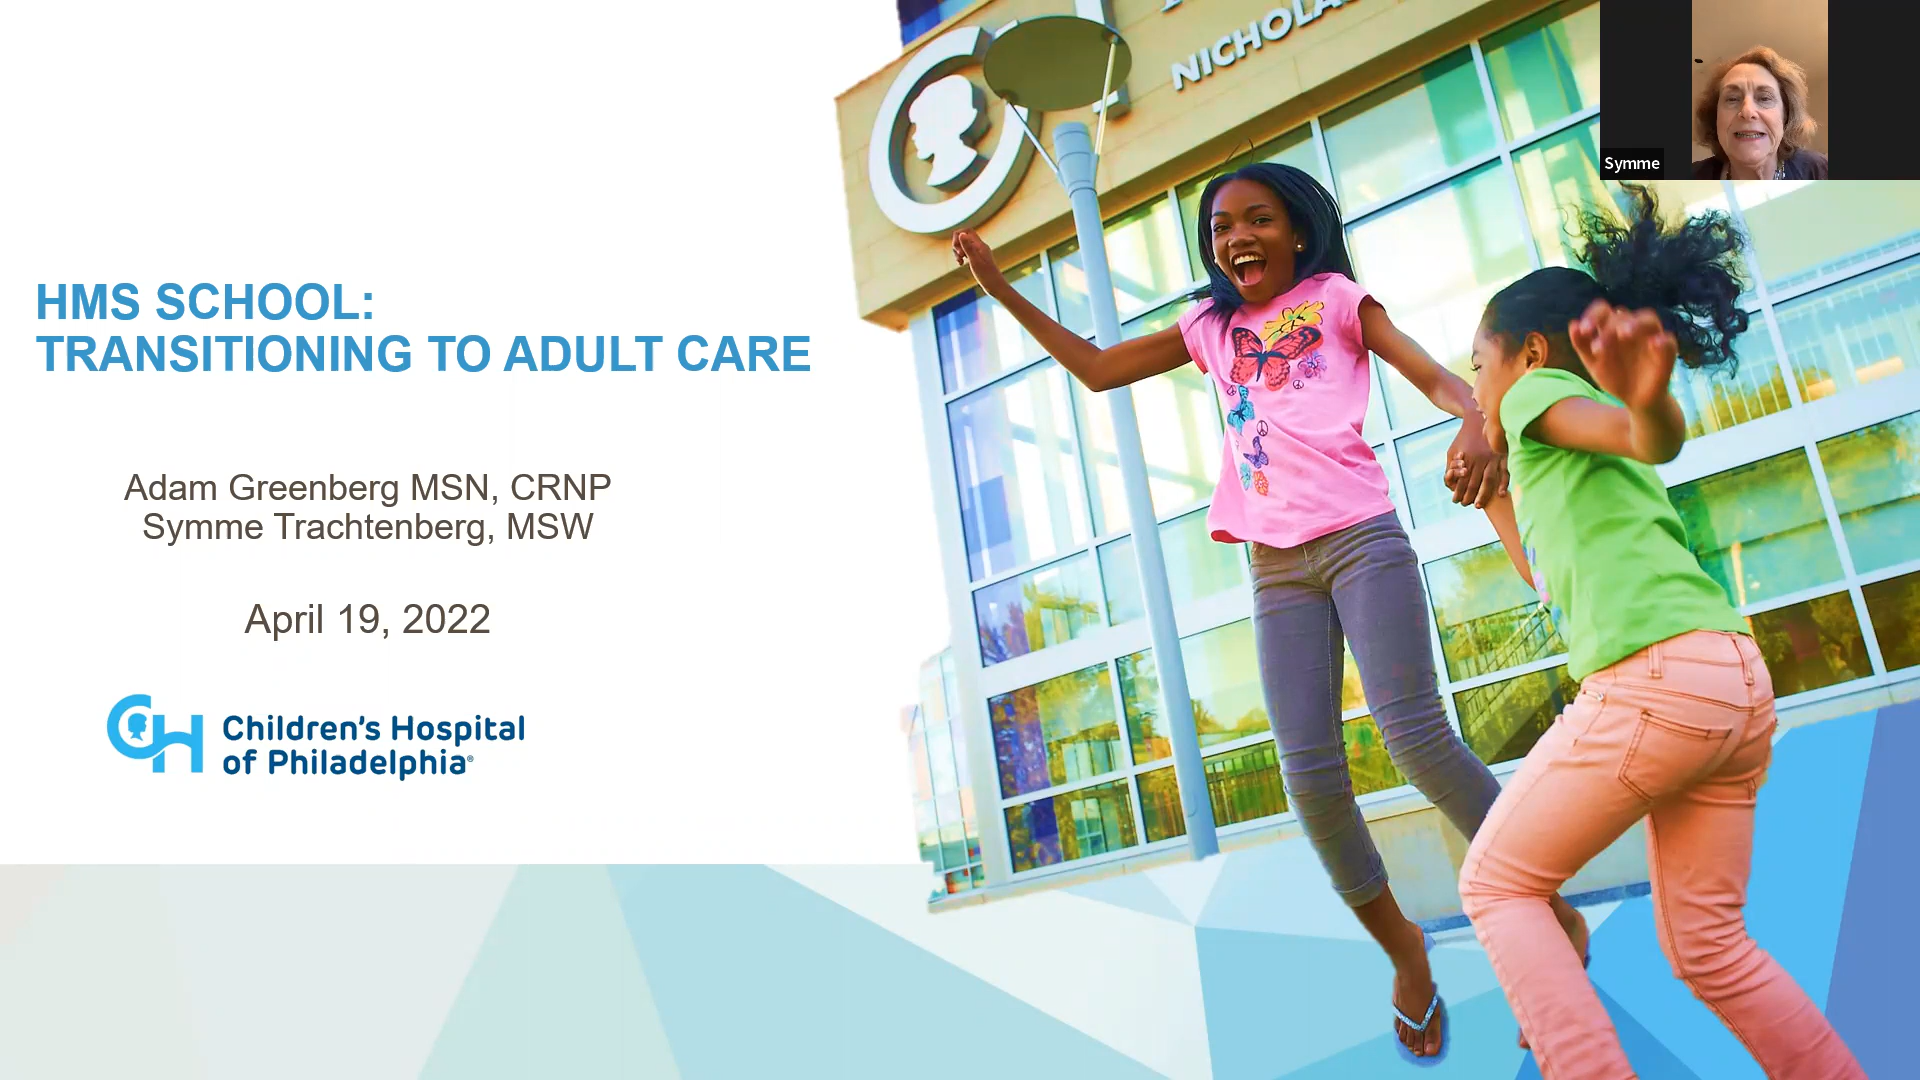 HMS SCHOOL:
TRANSITIONING TO ADULT CARE
Adam Greenberg MSN, CRNP
Symme Trachtenberg, MSW
April 19, 2022
CH Children's Hospital
of Philadelphia®
Symme